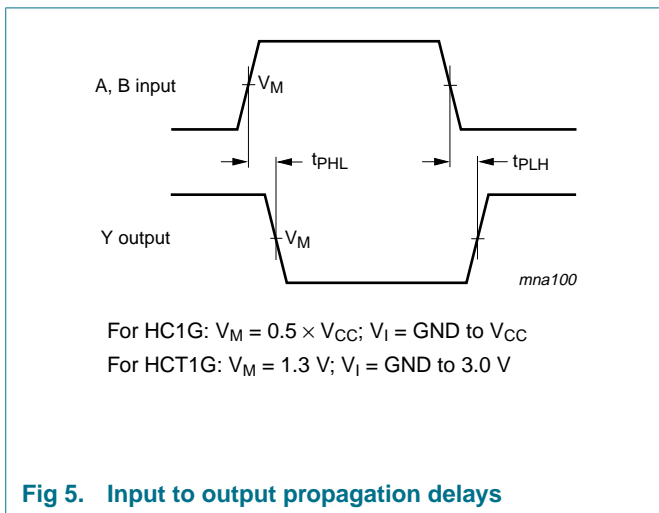 A, B input
VM
tPHL
tPLH
Y output
VM
mna100
For HC1G: VM = 0.5 × VCC; VI = GND to VCC
For HCT1G: VM = 1.3 V; VI = GND to 3.0 V
Fig 5. Input to output propagation delays